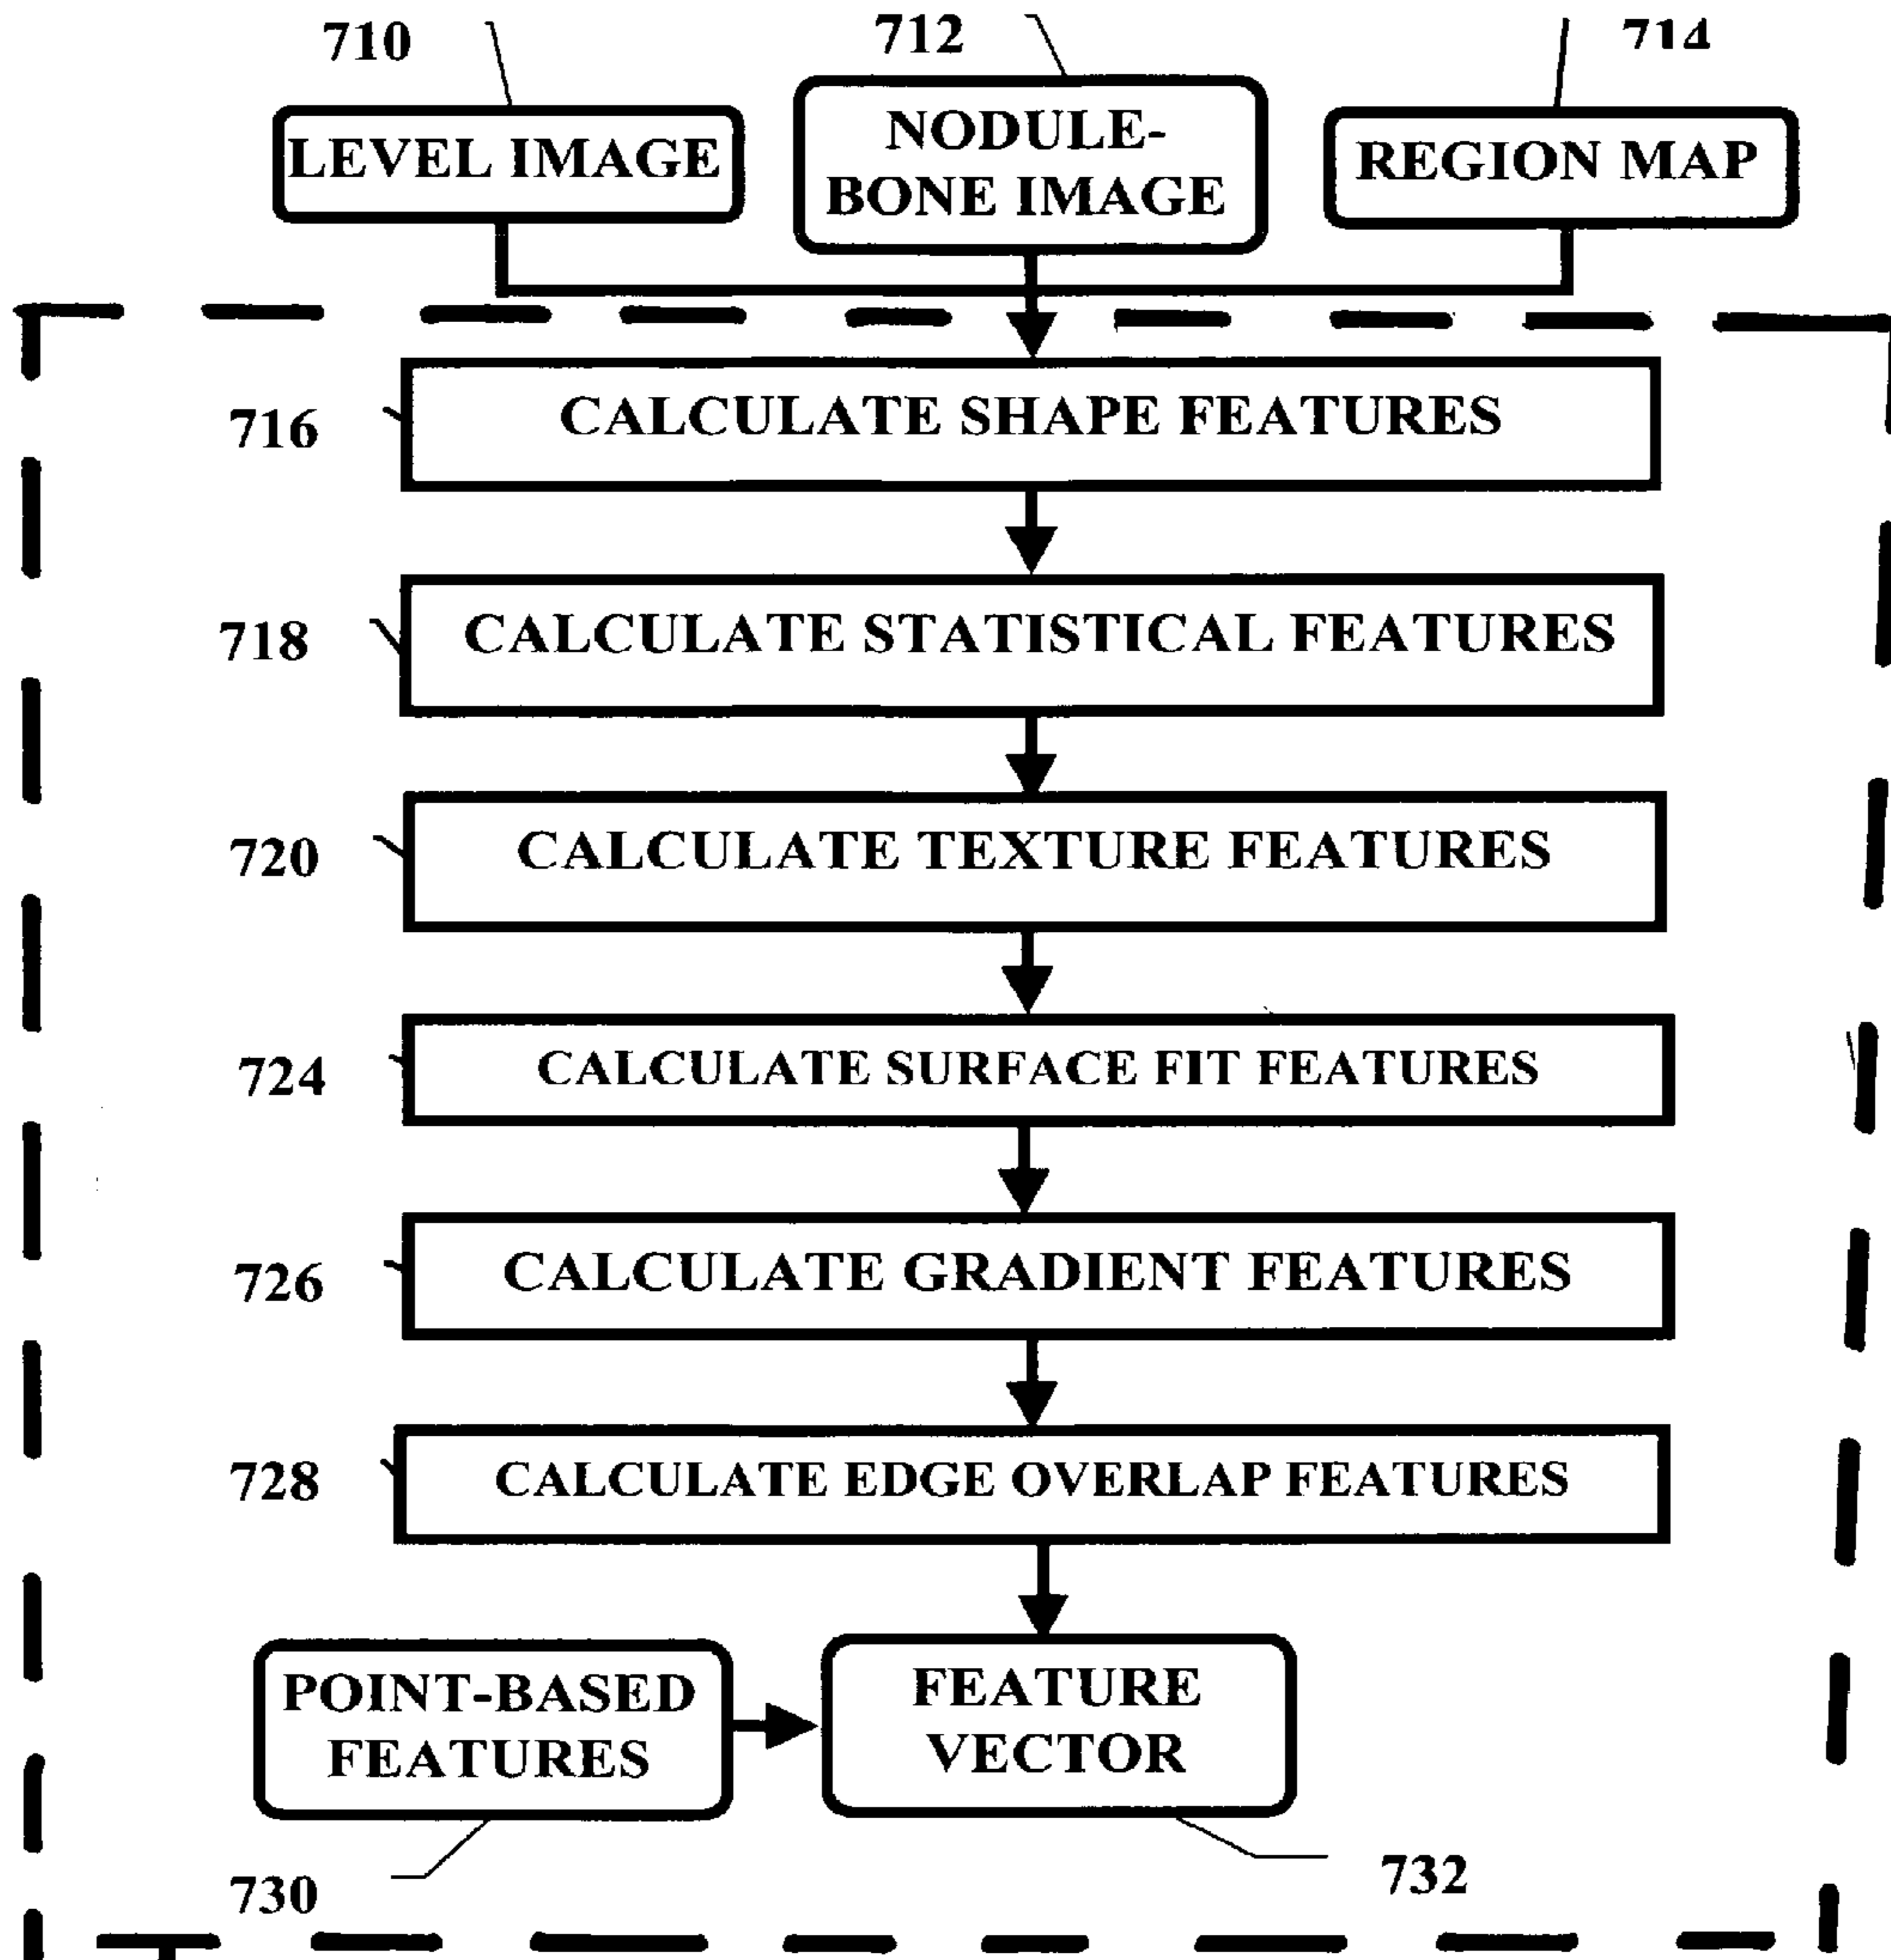 710
712
714
LEVEL IMAGE
NODULE-
BONE IMAGE
REGION MAP
716
CALCULATE SHAPE FEATURES
718
CALCULATE STATISTICAL FEATURES
720
CALCULATE TEXTURE FEATURES
724
CALCULATE SURFACE FIT FEATURES
726
CALCULATE GRADIENT FEATURES
728
CALCULATE EDGE OVERLAP FEATURES
POINT-BASED
FEATURES
FEATURE
VECTOR
730
732